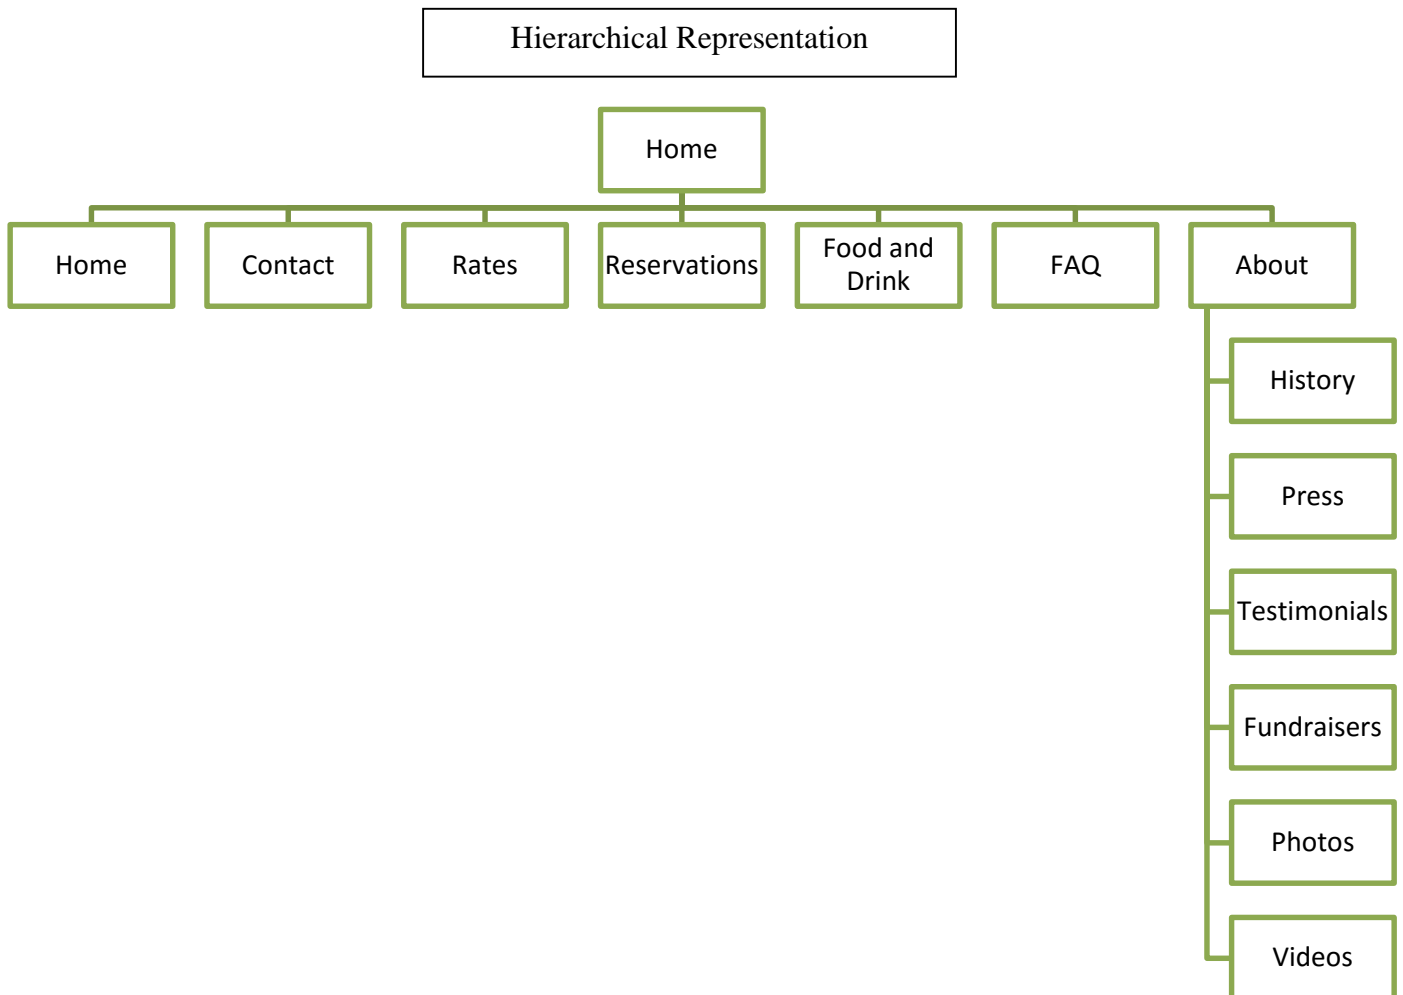 Hierarchical Representation
Home
Home
Contact
Rates
Reservations
Food and
Drink
FAQ
About
History
Press
Testimonials
Fundraisers
Photos
Videos